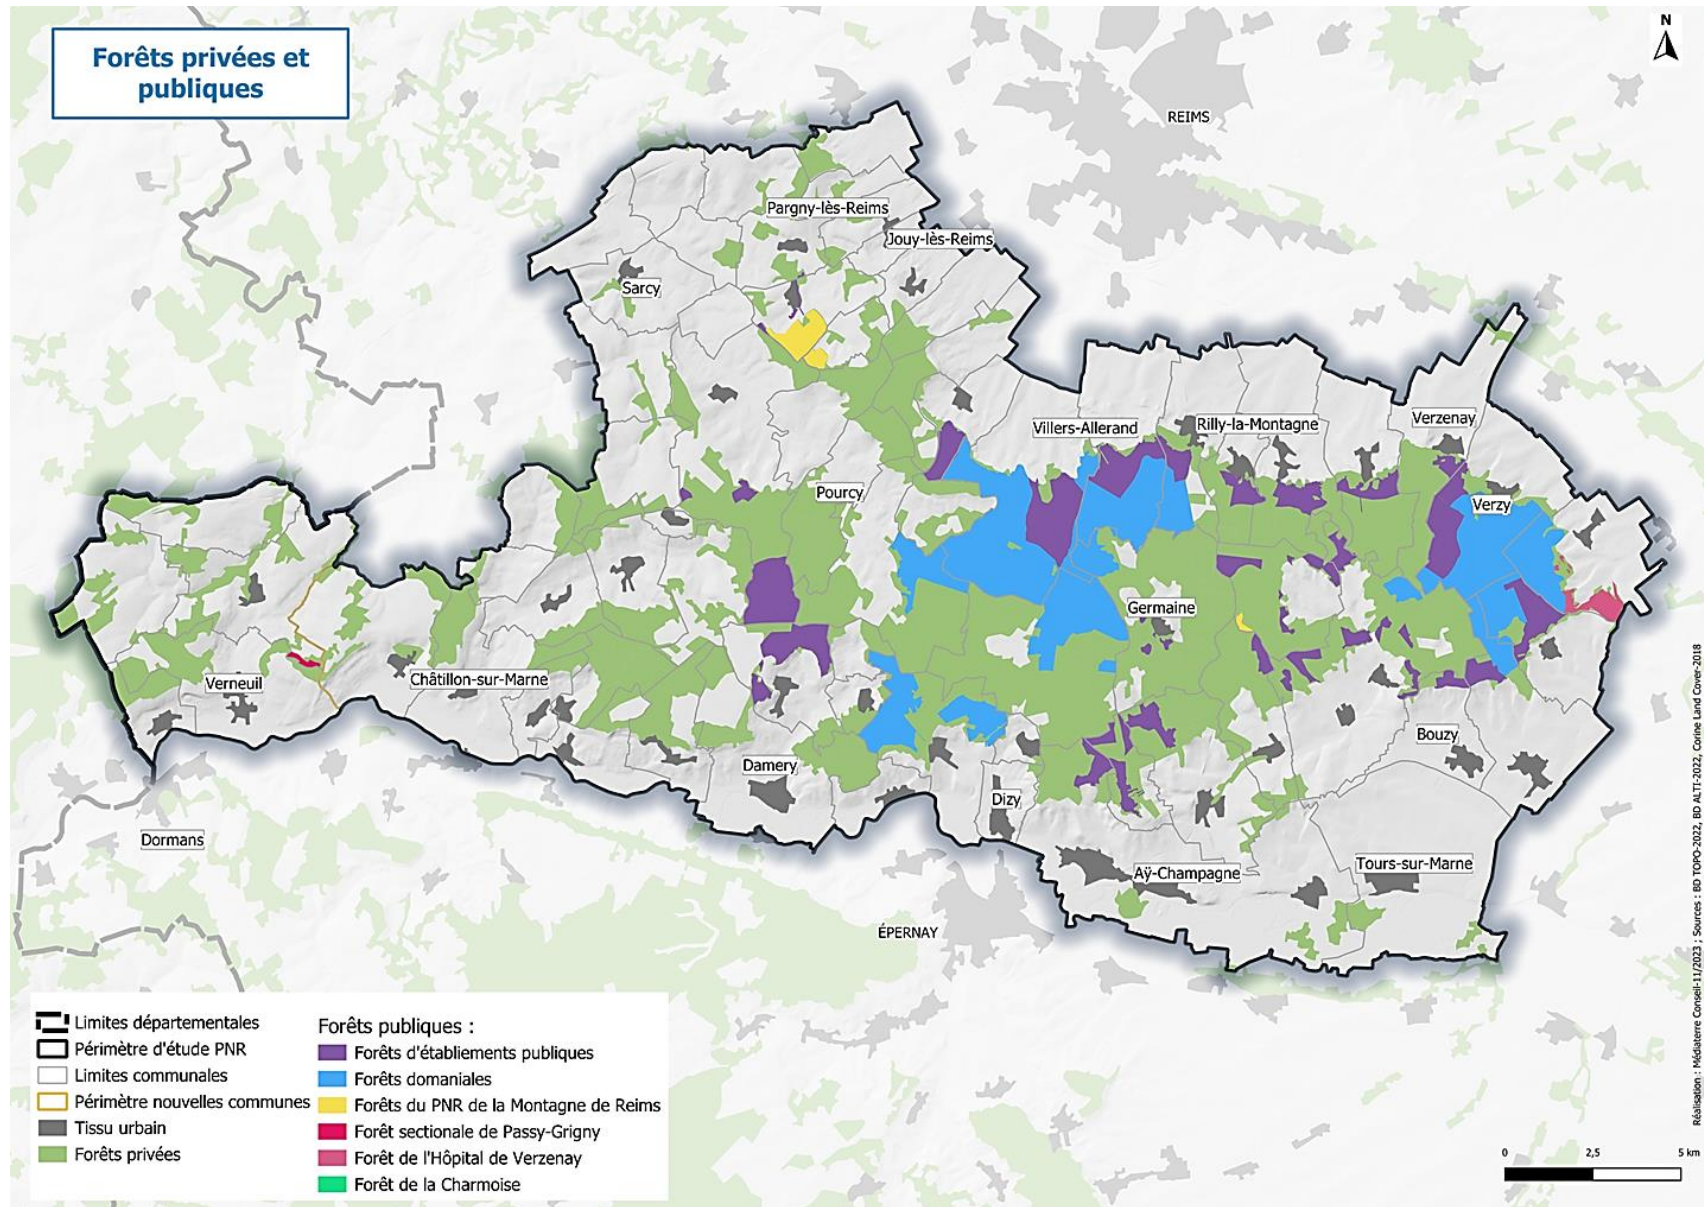 Forêts privées et
publiques
N
REIMS
Pargny-lès-Reims
Jouy-lès-Reims
Sarcy
Villers-Allerand
Rilly-la-Montagne
Verzenay
Pourcy
Verzy
Germaine
Verneuil
Châtillon-sur-Marne
Bouzy
Damery
Dizy
Dormans
Aÿ-Champagne
Tours-sur-Marne
ÉPERNAY
Limites départementales
Périmètre d'étude PNR
Limites communales
Périmètre nouvelles communes
Tissu urbain
Forêts privées
Forêts publiques :
Forêts d'établiements publiques
Forêts domaniales
Forêts du PNR de la Montagne de Reims
Forêt sectionale de Passy-Grigny
Forêt de l'Hôpital de Verzenay
Forêt de la Charmoise
0 2,5 5 km
Réalisation : Médiaterre Conseil-11/2023 ; Sources : BD TOPO-2022, BD ALTI-2022, Corine Land Cover-2018